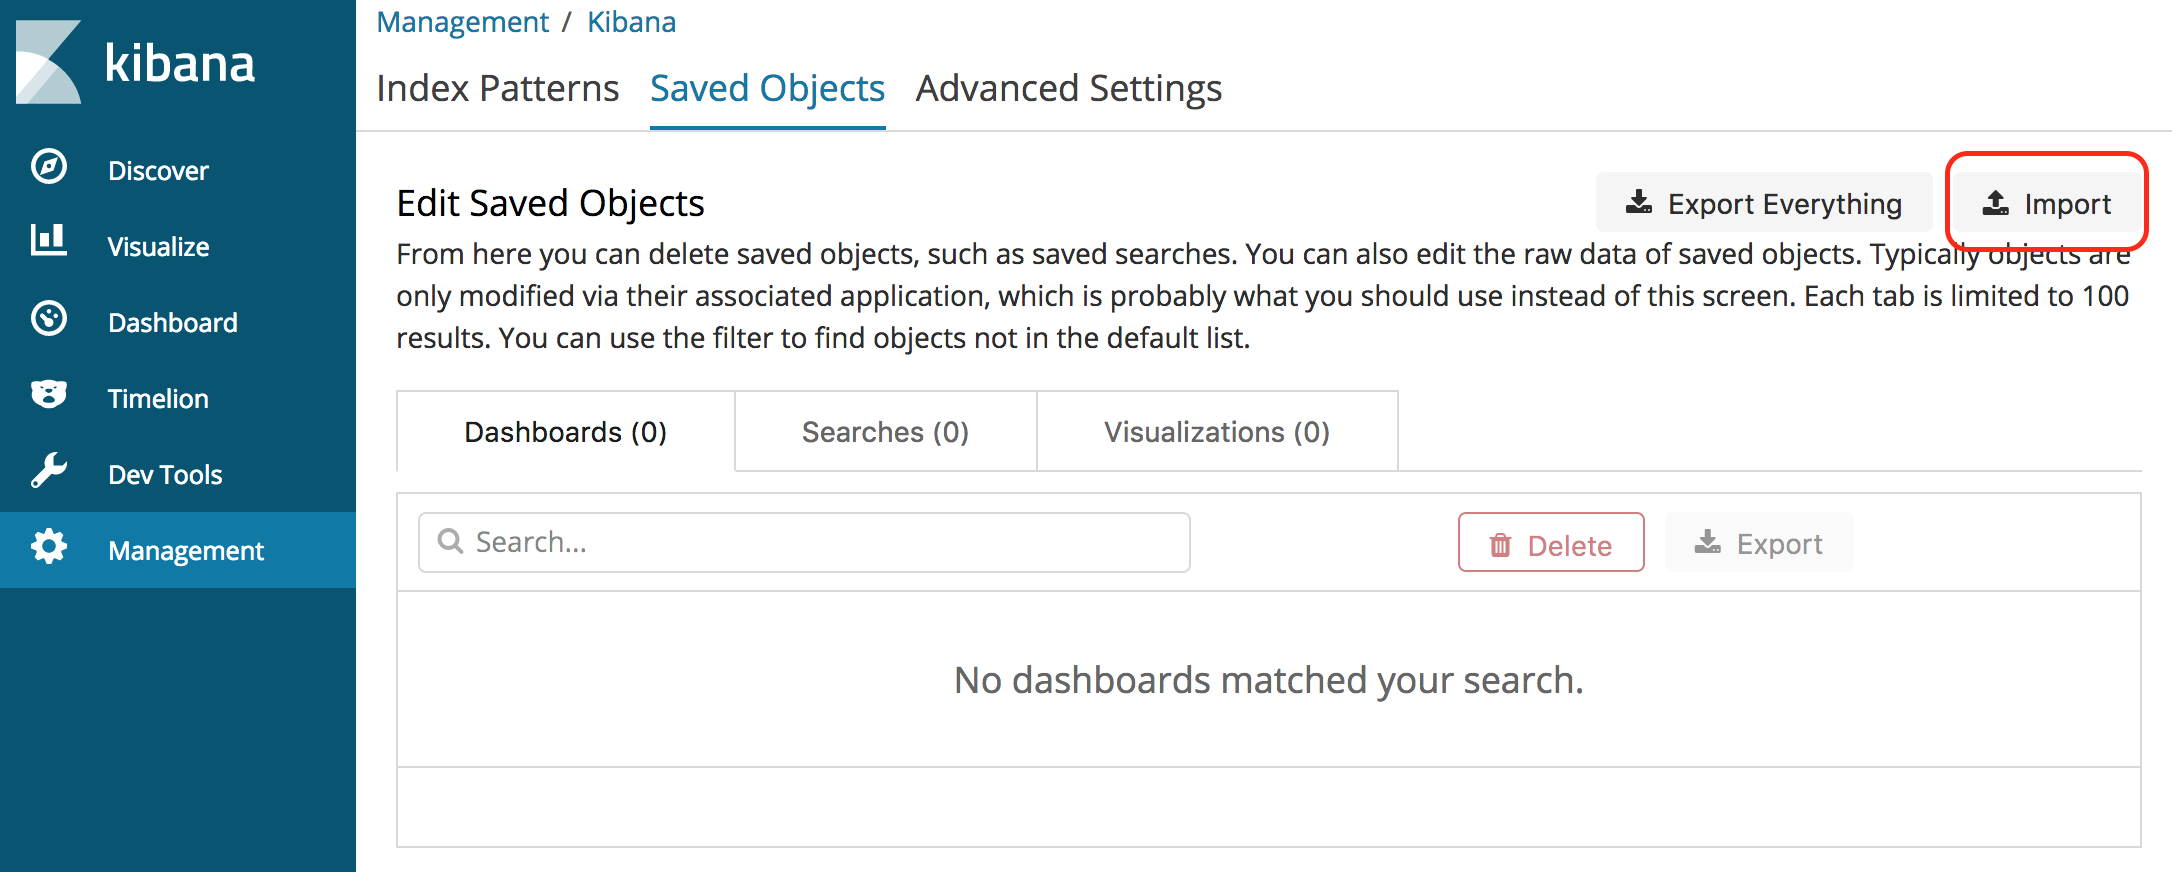 kibana
Discover
Visualize
Dashboard
Timelion
Dev Tools
Management
Management / Kibana
Index Patterns Saved Objects Advanced Settings
Edit Saved Objects
Export Everything
Import
From here you can delete saved objects, such as saved searches. You can also edit the raw data of saved objects. Typically objects are
only modified via their associated application, which is probably what you should use instead of this screen. Each tab is limited to 100
results. You can use the filter to find objects not in the default list.
Dashboards (0) Searches (0) Visualizations (0)
Search...
Delete
Export
No dashboards matched your search.